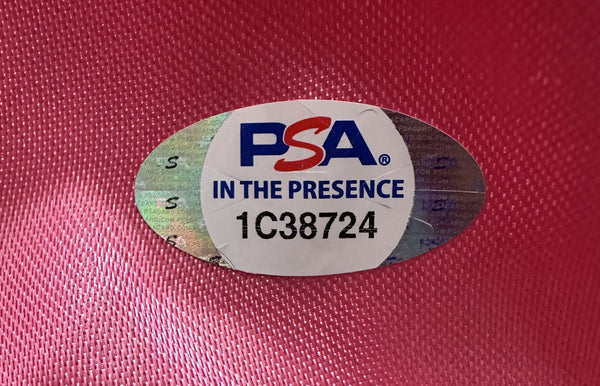 PSA®
IN THE PRESENCE
1C38724